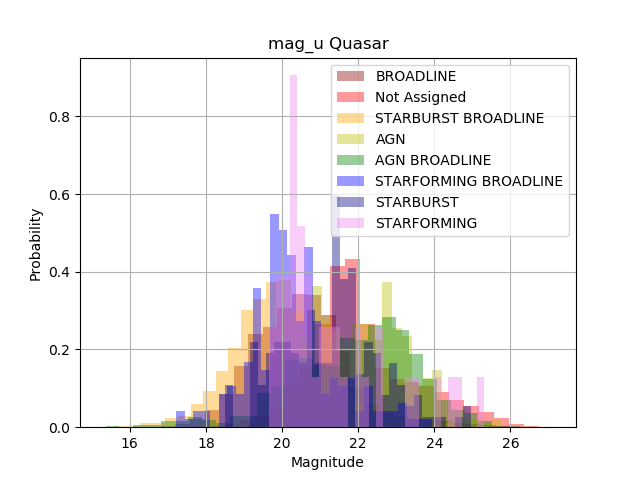 mag_u Quasar
BROADLINE
Not Assigned
STARBURST BROADLINE
AGN
AGN BROADLINE
STARFORMING BROADLINE
STARBURST
STARFORMING
Probability
0.8
0.6
0.4
0.2
0.0
16 18 20 22 24 26
Magnitude